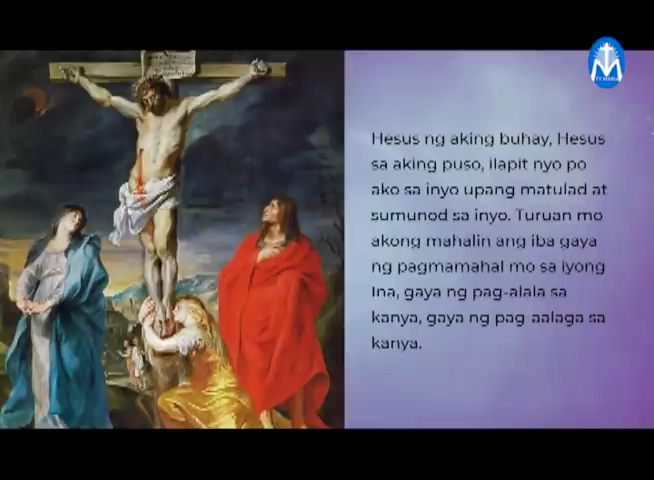 TV MARIA
Hesus ng aking buhay, Hesus
sa aking puso, ilapit nyo po
ako sa inyo upang matulad at
sumunod sa inyo. Turuan mo
akong mahalin ang iba gaya
ng pagmamahal mo sa iyong
Ina, gaya ng pag-alala sa
kanya, gaya ng pag-aalaga sa
kanya.